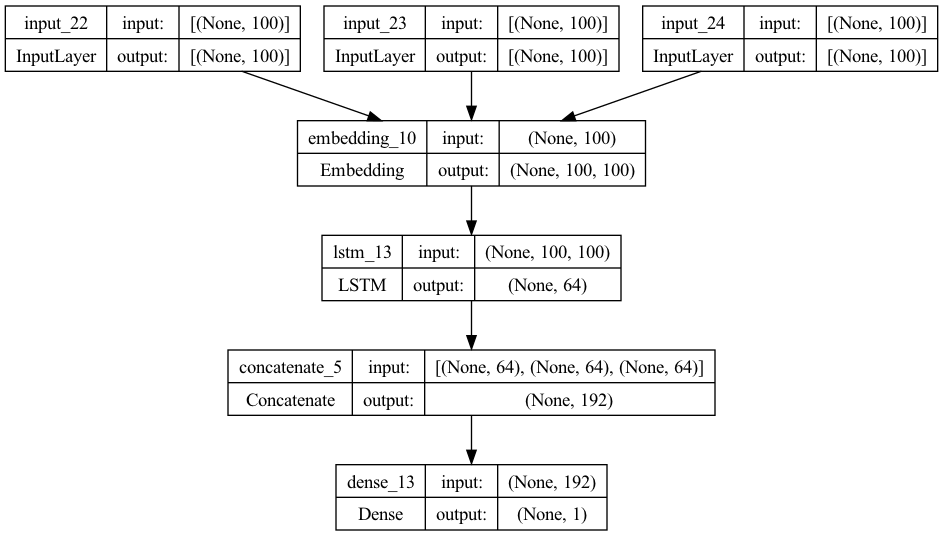 input_22 input: [(None, 100)]
InputLayer output: [(None, 100)]
input_23 input: [(None, 100)]
InputLayer output: [(None, 100)]
input_24 input: [(None, 100)]
InputLayer output: [(None, 100)]
embedding_10 input: (None, 100)
Embedding output: (None, 100, 100)
lstm_13 input: (None, 100, 100)
LSTM output: (None, 64)
concatenate_5 input: [(None, 64), (None, 64), (None, 64)]
Concatenate output: (None, 192)
dense_13 input: (None, 192)
Dense output: (None, 1)